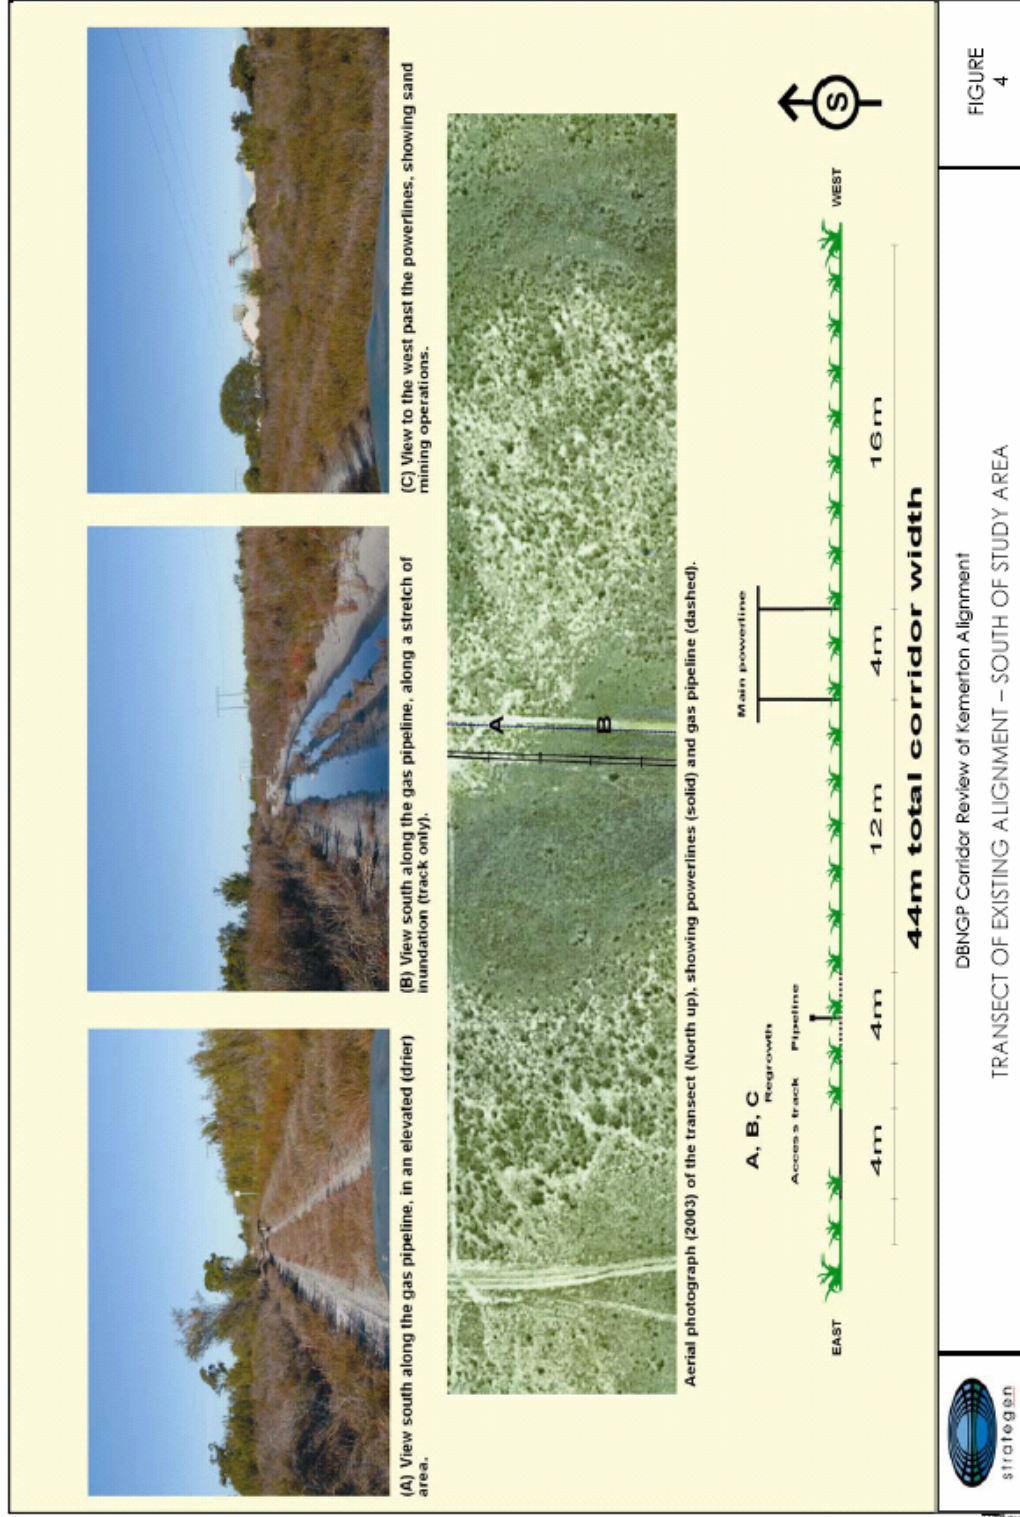 (A) View south along the gas pipeline, in an elevated (drier)
area.
(B) View south along the gas pipeline, along a stretch of
inundation (track only).
(C) View to the west past the powerlines, showing sand
mining operations.
A
B
Aerial photograph (2003) of the transect (North up), showing powerlines (solid) and gas pipeline (dashed).
A, B, C
Regrowth
Access track
Pipeline
Main powerline
S
EAST
WEST
4m
4m
12m
4m
16m
44m total corridor width
strategen
DBNGP Corridor Review of Kemerton Alignment
TRANSECT OF EXISTING ALIGNMENT – SOUTH OF STUDY AREA
FIGURE
4